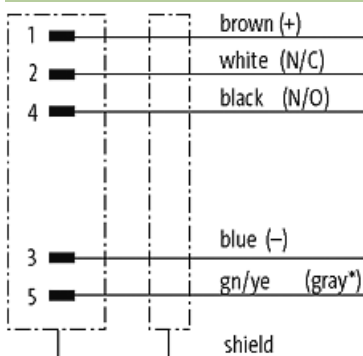 1 brown (+)
2 white (N/C)
4 black (N/O)
3 blue (–)
5 gn/ye (gray*)
shield